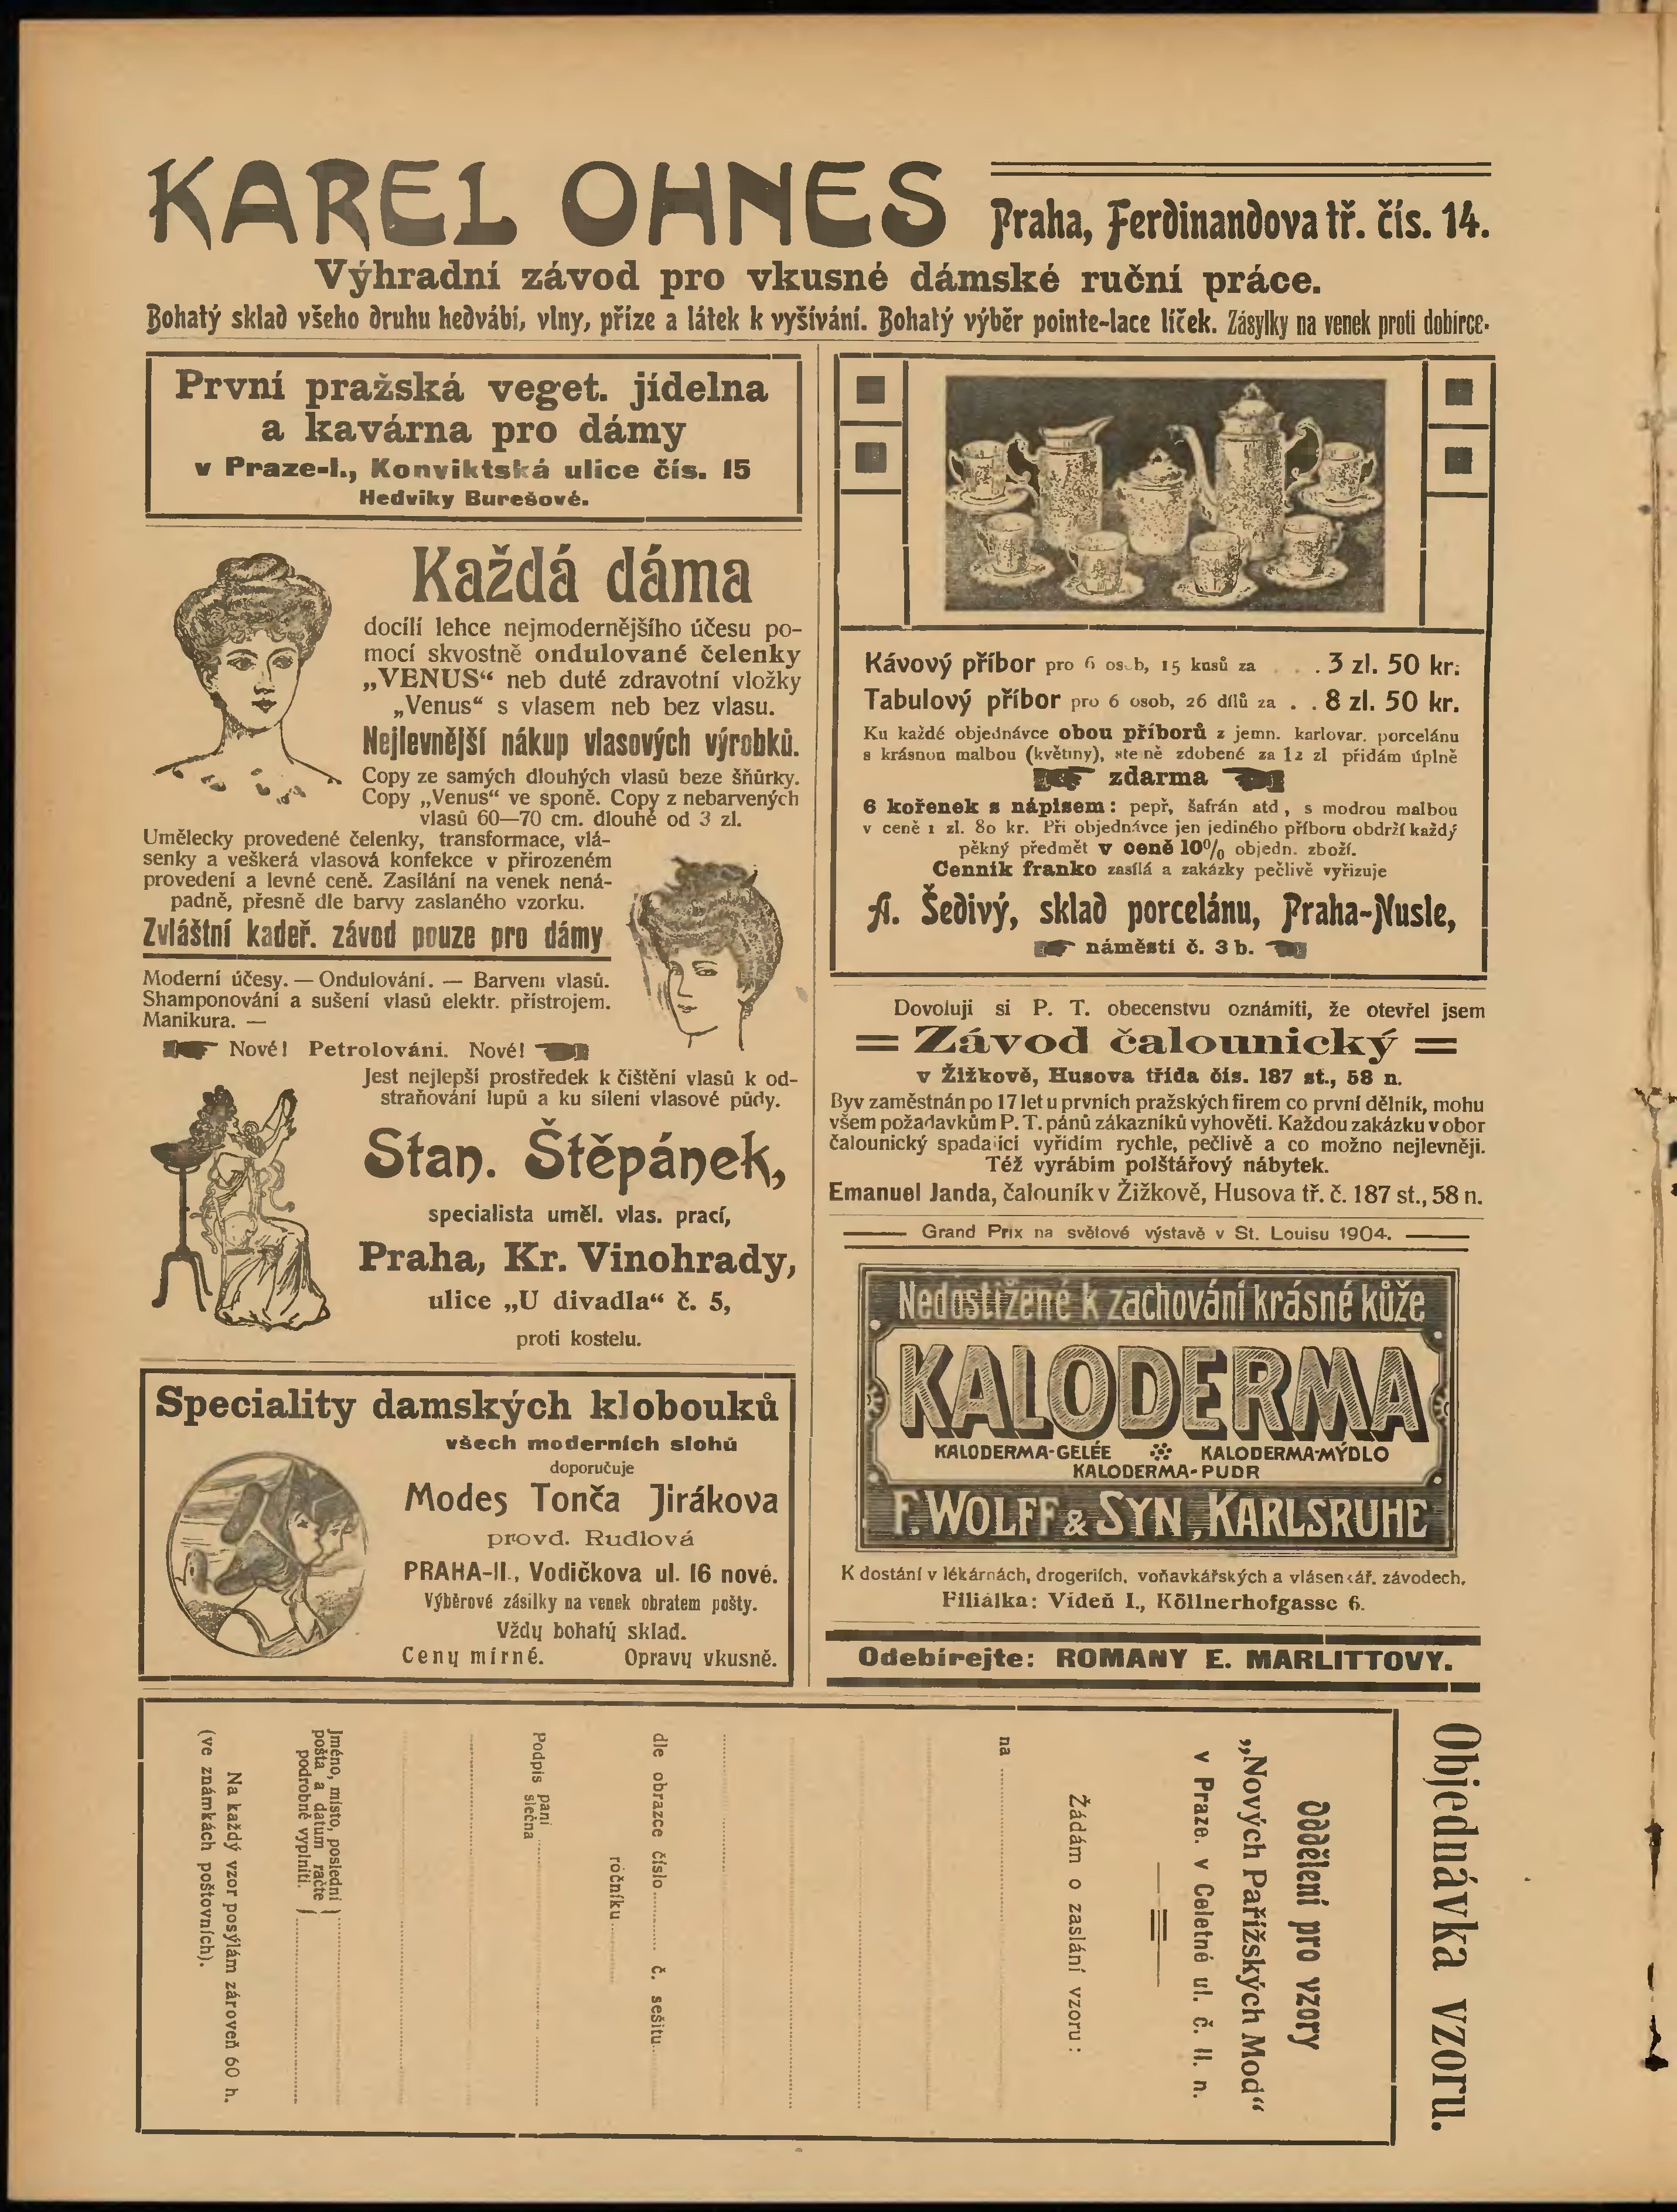 KAREL OHNES
Praha, Ferdinandova tř. čís. 14.
Výhradní závod pro vkusné dámské ruční práce.
Bohatý sklad všeho druhu hedvábí, vlny, příze a látek k vyšívání. Bohatý výběr pointe-lace líček. Zásylky na venek proti dobírce.
První pražská veget. jídelna
a kavárna pro dámy
v Praze-I., Konviktská ulice čís. 15
Hedviky Burešové.
Každá dáma
docílí lehce nejmodernějšího účesu po-
mocí skvostně ondulované čelenky
„VENUS“ neb duté zdravotní vložky
„Venus“ s vlasem neb bez vlasu.
Nejlevnější nákup vlasových výrobků.
Copy ze samých dlouhých vlasů beze šňůrky.
Copy „Venus“ ve sponě. Copy z nebarvených
vlasů 60—70 cm. dlouhé od 3 zl.
Umělecky provedené čelenky, transformace, vlá-
senky a veškerá vlasová konfekce v přirozeném
provedení a levné ceně. Zasílání na venek nená-
padně, přesně dle barvy zaslaného vzorku.
Zvláštní kadeř. závod pouze pro dámy
Moderní účesy. — Ondulování. — Barvení vlasů.
Shamponování a sušení vlasů elektr. přístrojem.
Manikura. —
Nové! Petrolování. Nové!
Jest nejlepší prostředek k čištění vlasů k od-
straňování lupů a ku sílení vlasové půdy.
Stan. Štěpánek,
specialista uměl. vlas. prací,
Praha, Kr. Vinohrady,
ulice „U divadla“ č. 5,
proti kostelu.
Speciality damských klobouků
všech moderních slohů
doporučuje
Modes Tonča Jirákova
provd. Rudlová
PRAHA-II., Vodičkova ul. 16 nové.
Výběrové zásilky na venek obratem pošty.
Vždy bohatý sklad.
Ceny mírné. Opravy vkusně.
Kávový příbor pro 6 osob, 15 kusů za . . . 3 zl. 50 kr.
Tabulový příbor pro 6 osob, 26 dílů za . . 8 zl. 50 kr.
Ku každé objednávce obou příborů z jemn. karlovar. porcelánu
s krásnou malbou (květiny), stejně zdobené za 12 zl přidám úplně
zdarma
6 kořenek s nápisem: pepř, šafrán atd, s modrou malbou
v ceně 1 zl. 80 kr. Při objednávce jen jediného příboru obdrží každý
pěkný předmět v ceně 10% objedn. zboží.
Cenník franko zasílá a zakázky pečlivě vyřizuje
A. Šedivý, sklad porcelánu, Praha-Nusle,
náměstí č. 3 b.
Dovoluji si P. T. obecenstvu oznámiti, že otevřel jsem
= Závod čalounický =
v Žižkově, Husova třída čís. 187 st., 58 n.
Byv zaměstnán po 17 let u prvních pražských firem co první dělník, mohu
všem požadavkům P. T. pánů zákazníků vyhověti. Každou zakázku v obor
čalounický spadající vyřídím rychle, pečlivě a co možno nejlevněji.
Též vyrábím polštářový nábytek.
Emanuel Janda, čalouník v Žižkově, Husova tř. č. 187 st., 58 n.
Grand Prix na světové výstavě v St. Louisu 1904.
Nedostižené k zachování krásné kůže
KALODERMA
KALODERMA-GELÉE KALODERMA-MÝDLO
KALODERMA-PUDR
F. WOLFF & SYN, KARLSRUHE
K dostání v lékárnách, drogeriích, voňavkářských a vlásenkář. závodech.
Filiálka: Vídeň I., Köllnerhofgasse 6.
Odebírejte: ROMANY E. MARLITTOVY.
Objednávka vzoru.
Oddělení pro vzory
„Nových Pařížských Mod“
v Praze. v Celetné ul. č. 11. n.
Žádám o zaslání vzoru:
na
dle obrazce číslo č. sešitu
ročníku
Podpis paní
slečna
Jméno, místo, poslední
pošta a datum račte
podrobně vyplniti.
Na každý vzor posýlám zároveň 60 h.
(ve známkách poštovních).